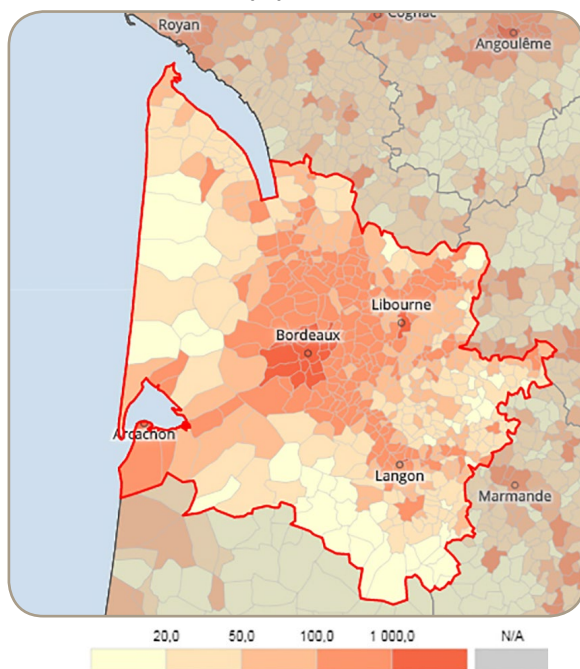 Royan
Cognac
Angoulême
Libourne
Bordeaux
Arcachon
Langon
Marmande
20,0 50,0 100,0 1 000,0 N/A